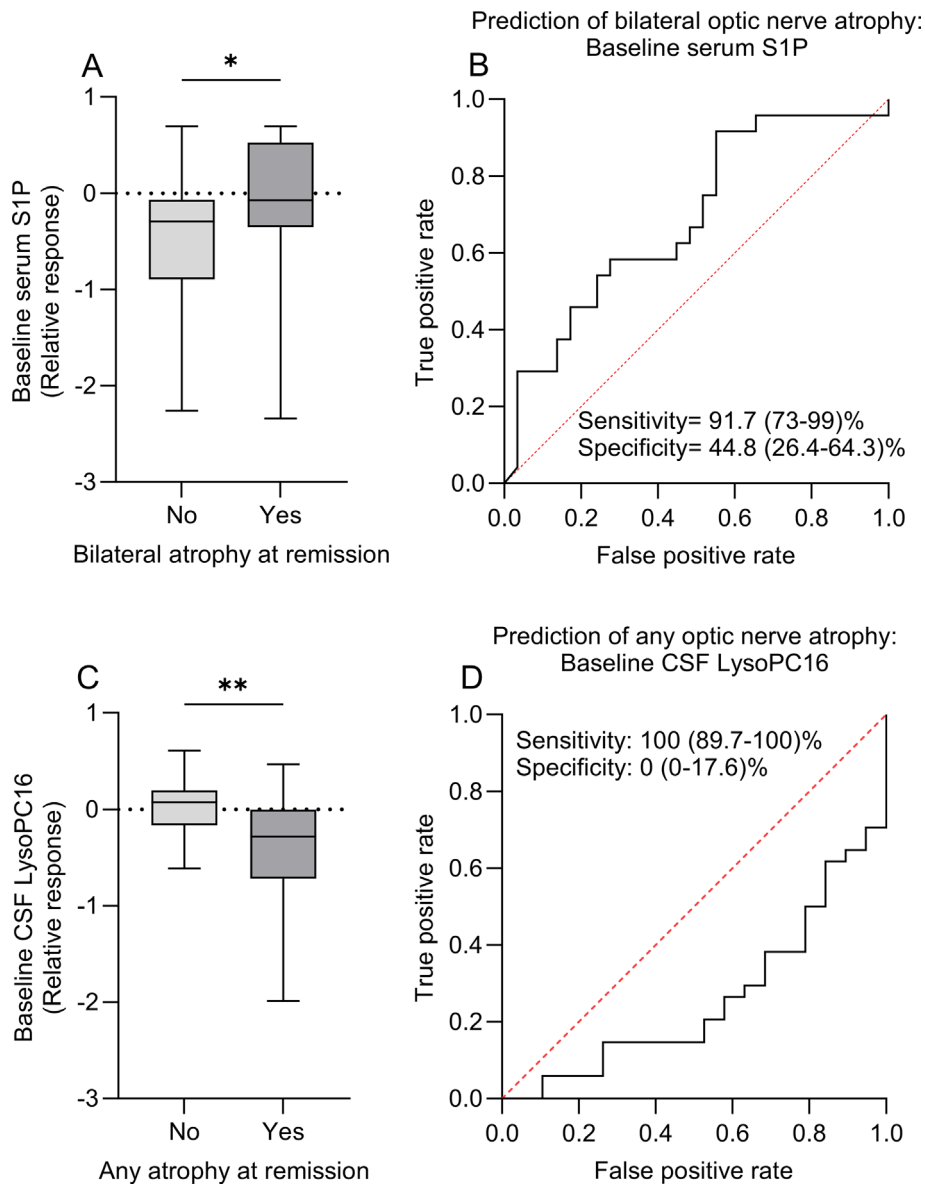 A
*
1
0
-1
-2
-3
Baseline serum S1P
(Relative response)
No
Yes
Bilateral atrophy at remission
Prediction of bilateral optic nerve atrophy:
Baseline serum S1P
B
1.0
0.8
0.6
0.4
0.2
0.0
True positive rate
Sensitivity= 91.7 (73-99)%
Specificity= 44.8 (26.4-64.3)%
0.0
0.2
0.4
0.6
0.8
1.0
False positive rate
C
**
1
0
-1
-2
-3
Baseline CSF LysoPC16
(Relative response)
No
Yes
Any atrophy at remission
Prediction of any optic nerve atrophy:
Baseline CSF LysoPC16
D
1.0
0.8
0.6
0.4
0.2
0.0
True positive rate
Sensitivity: 100 (89.7-100)%
Specificity: 0 (0-17.6)%
0.0
0.2
0.4
0.6
0.8
1.0
False positive rate